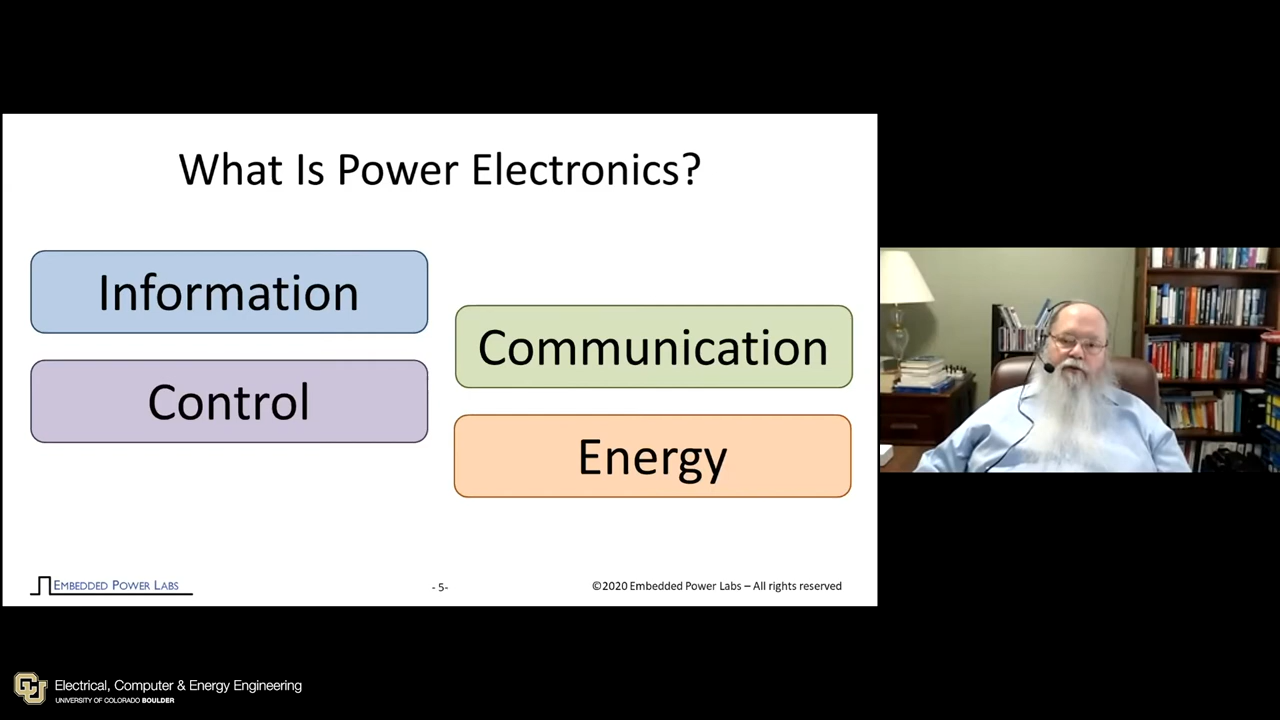 What Is Power Electronics?
Information
Control
Communication
Energy
EMBEDDED POWER LABS
- 5-
©2020 Embedded Power Labs – All rights reserved
CU
Electrical, Computer & Energy Engineering
UNIVERSITY OF COLORADO BOULDER